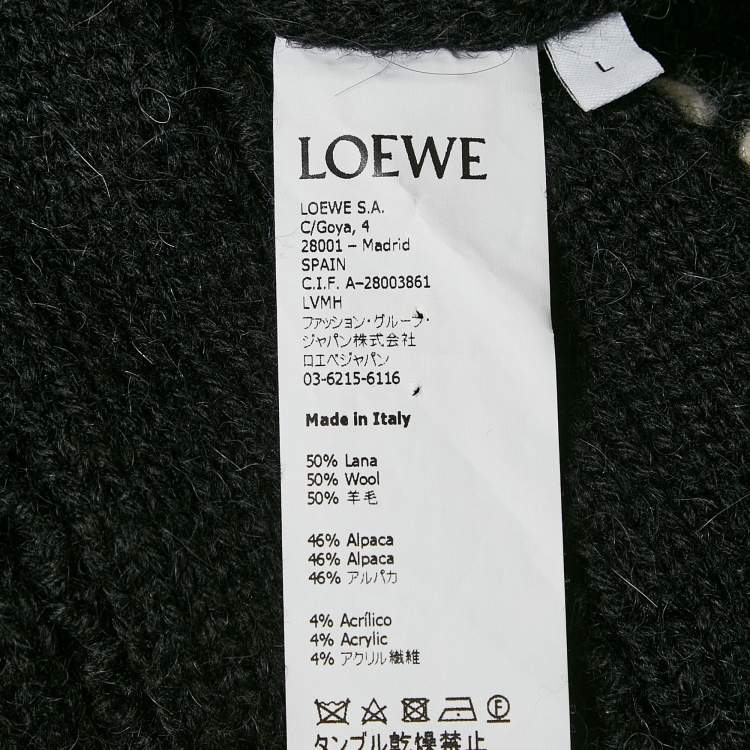 L
LOEWE
LOEWE S.A.
C/Goya, 4
28001 – Madrid
SPAIN
C.I.F. A–28003861
LVMH
ファッション・グループ・
ジャパン株式会社
ロエベジャパン
03-6215-6116
Made in Italy
50% Lana
50% Wool
50% 羊毛
46% Alpaca
46% Alpaca
46% アルパカ
4% Acrílico
4% Acrylic
4% アクリル繊維
F
タンブル乾燥禁止